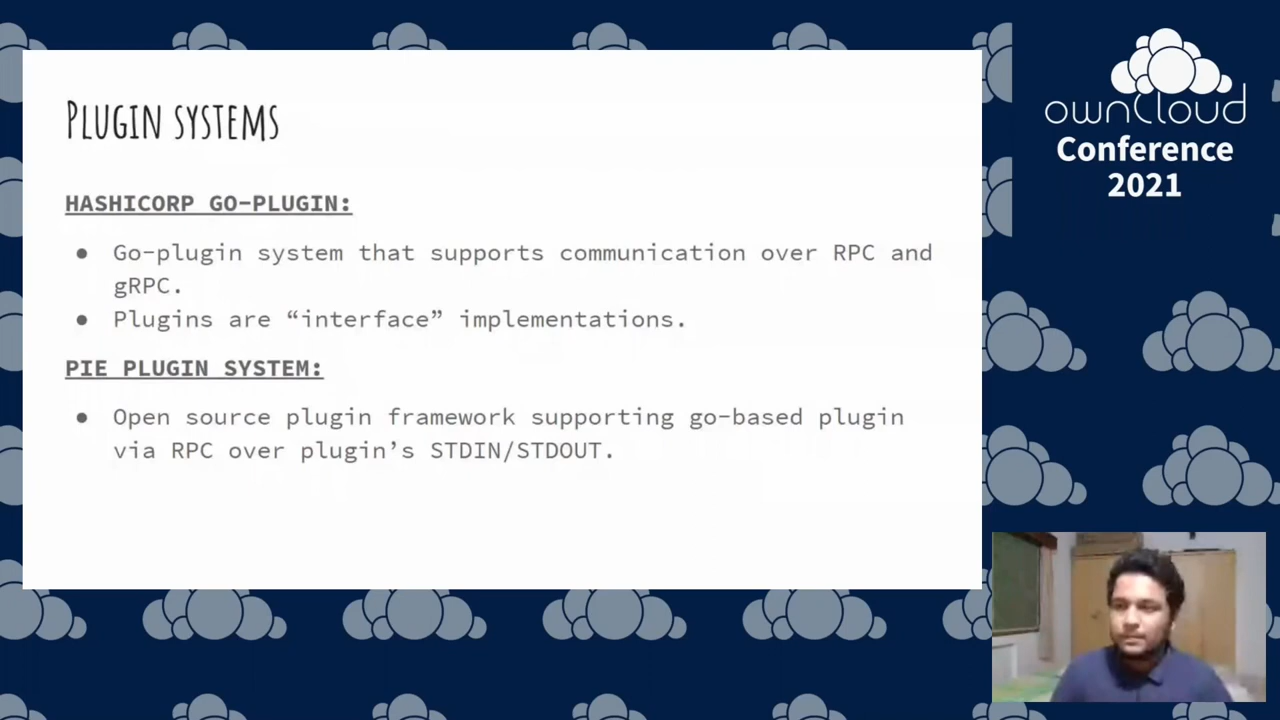 PLUGIN SYSTEMS
HASHICORP GO-PLUGIN:
● Go-plugin system that supports communication over RPC and
gRPC.
● Plugins are “interface” implementations.
PIE PLUGIN SYSTEM:
● Open source plugin framework supporting go-based plugin
via RPC over plugin’s STDIN/STDOUT.
ownCloud
Conference
2021